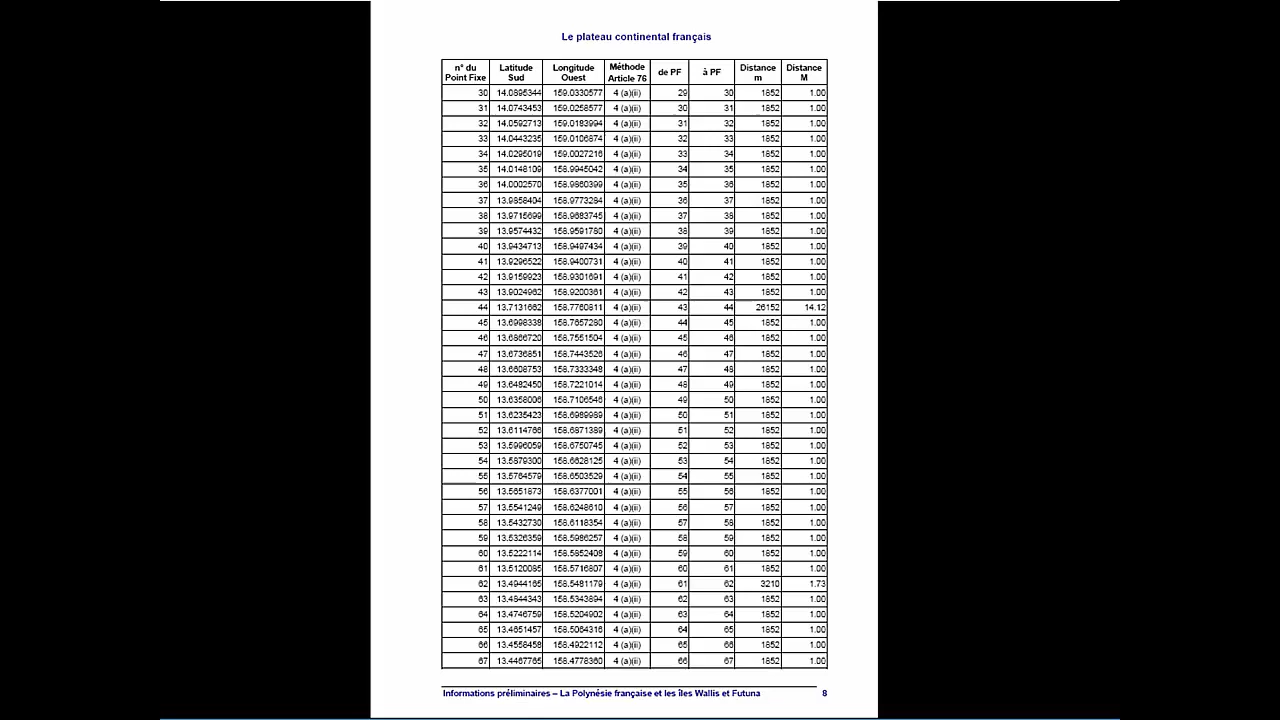 Le plateau continental français
n° du Point Fixe Latitude Sud Longitude Ouest Méthode Article 76 de PF à PF Distance m Distance M
30 14.0895344 159.0330577 4 (a)(ii) 29 30 1852 1.00
31 14.0743453 159.0258577 4 (a)(ii) 30 31 1852 1.00
32 14.0592713 159.0183994 4 (a)(ii) 31 32 1852 1.00
33 14.0443235 159.0106874 4 (a)(ii) 32 33 1852 1.00
34 14.0295019 159.0027216 4 (a)(ii) 33 34 1852 1.00
35 14.0148109 158.9945042 4 (a)(ii) 34 35 1852 1.00
36 14.0002570 158.9860399 4 (a)(ii) 35 36 1852 1.00
37 13.9858404 158.9773284 4 (a)(ii) 36 37 1852 1.00
38 13.9715699 158.9683745 4 (a)(ii) 37 38 1852 1.00
39 13.9574432 158.9591780 4 (a)(ii) 38 39 1852 1.00
40 13.9434713 158.9497434 4 (a)(ii) 39 40 1852 1.00
41 13.9296522 158.9400731 4 (a)(ii) 40 41 1852 1.00
42 13.9159923 158.9301691 4 (a)(ii) 41 42 1852 1.00
43 13.9024962 158.9200361 4 (a)(ii) 42 43 1852 1.00
44 13.7131662 158.7760811 4 (a)(ii) 43 44 26152 14.12
45 13.6998338 158.7657280 4 (a)(ii) 44 45 1852 1.00
46 13.6866720 158.7551504 4 (a)(ii) 45 46 1852 1.00
47 13.6736851 158.7443526 4 (a)(ii) 46 47 1852 1.00
48 13.6608753 158.7333348 4 (a)(ii) 47 48 1852 1.00
49 13.6482450 158.7221014 4 (a)(ii) 48 49 1852 1.00
50 13.6358006 158.7106546 4 (a)(ii) 49 50 1852 1.00
51 13.6235423 158.6989989 4 (a)(ii) 50 51 1852 1.00
52 13.6114766 158.6871389 4 (a)(ii) 51 52 1852 1.00
53 13.5996059 158.6750745 4 (a)(ii) 52 53 1852 1.00
54 13.5879300 158.6628125 4 (a)(ii) 53 54 1852 1.00
55 13.5764579 158.6503529 4 (a)(ii) 54 55 1852 1.00
56 13.5651873 158.6377001 4 (a)(ii) 55 56 1852 1.00
57 13.5541249 158.6248610 4 (a)(ii) 56 57 1852 1.00
58 13.5432730 158.6118354 4 (a)(ii) 57 58 1852 1.00
59 13.5326359 158.5986257 4 (a)(ii) 58 59 1852 1.00
60 13.5222114 158.5852408 4 (a)(ii) 59 60 1852 1.00
61 13.5120085 158.5716807 4 (a)(ii) 60 61 1852 1.00
62 13.4944165 158.5481179 4 (a)(ii) 61 62 3210 1.73
63 13.4844343 158.5343894 4 (a)(ii) 62 63 1852 1.00
64 13.4746759 158.5204902 4 (a)(ii) 63 64 1852 1.00
65 13.4651457 158.5064316 4 (a)(ii) 64 65 1852 1.00
66 13.4558458 158.4922112 4 (a)(ii) 65 66 1852 1.00
67 13.4467765 158.4778360 4 (a)(ii) 66 67 1852 1.00
Informations préliminaires – La Polynésie française et les îles Wallis et Futuna 8